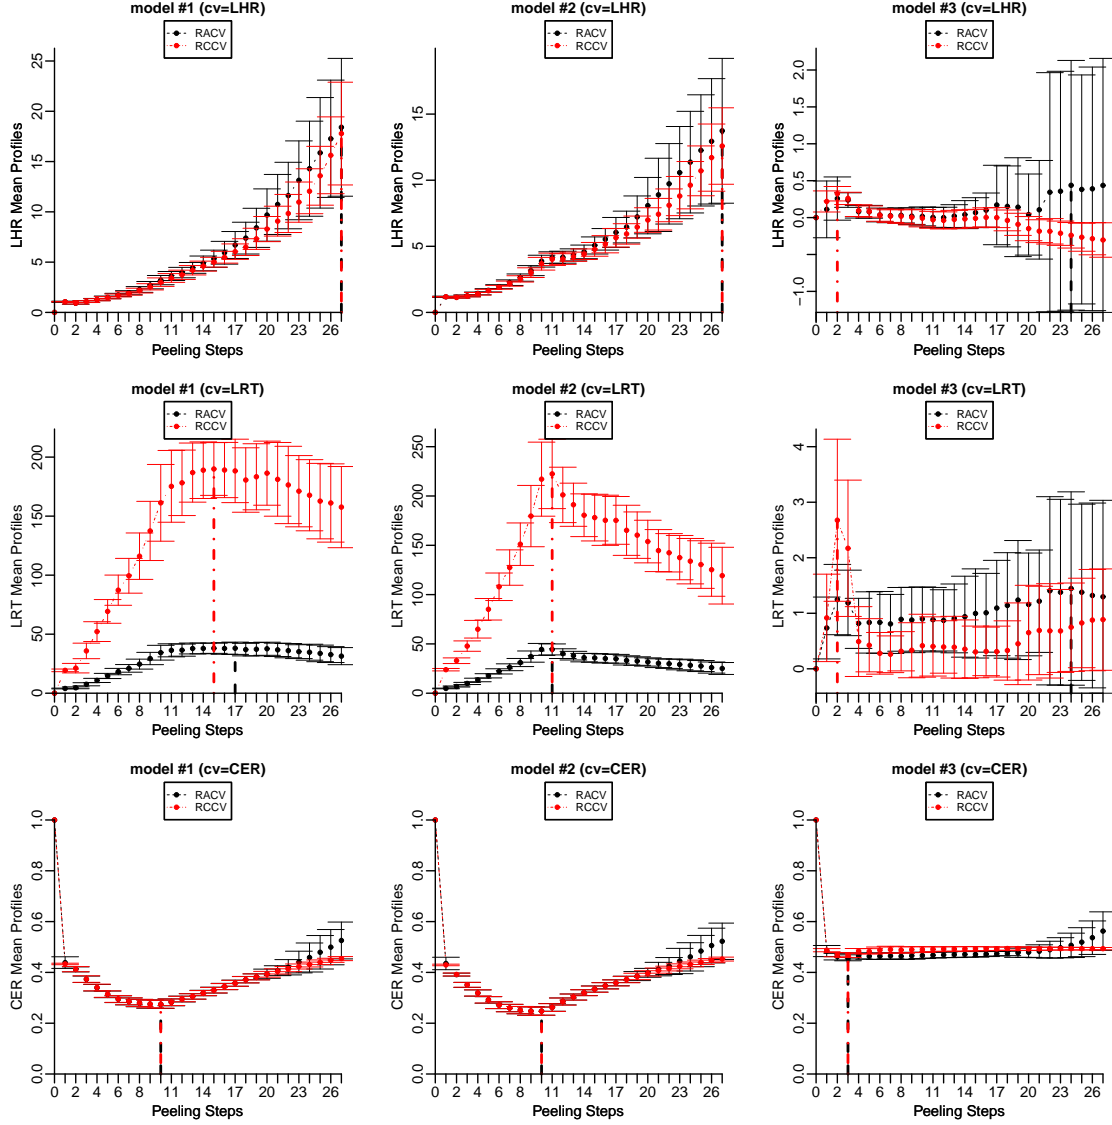 model #1 (cv=LHR)
RACV
RCCV
LHR Mean Profiles
0 5 10 15 20 25
0 2 4 6 8 11 14 17 20 23 26
Peeling Steps
model #2 (cv=LHR)
RACV
RCCV
LHR Mean Profiles
0 5 10 15
0 2 4 6 8 11 14 17 20 23 26
Peeling Steps
model #3 (cv=LHR)
RACV
RCCV
LHR Mean Profiles
−1.0 0.0 0.5 1.0 1.5 2.0
0 2 4 6 8 11 14 17 20 23 26
Peeling Steps
model #1 (cv=LRT)
RACV
RCCV
LRT Mean Profiles
0 50 100 150 200
0 2 4 6 8 11 14 17 20 23 26
Peeling Steps
model #2 (cv=LRT)
RACV
RCCV
LRT Mean Profiles
0 50 100 150 200 250
0 2 4 6 8 11 14 17 20 23 26
Peeling Steps
model #3 (cv=LRT)
RACV
RCCV
LRT Mean Profiles
0 1 2 3 4
0 2 4 6 8 11 14 17 20 23 26
Peeling Steps
model #1 (cv=CER)
RACV
RCCV
CER Mean Profiles
0.0 0.2 0.4 0.6 0.8 1.0
0 2 4 6 8 11 14 17 20 23 26
Peeling Steps
model #2 (cv=CER)
RACV
RCCV
CER Mean Profiles
0.0 0.2 0.4 0.6 0.8 1.0
0 2 4 6 8 11 14 17 20 23 26
Peeling Steps
model #3 (cv=CER)
RACV
RCCV
CER Mean Profiles
0.0 0.2 0.4 0.6 0.8 1.0
0 2 4 6 8 11 14 17 20 23 26
Peeling Steps